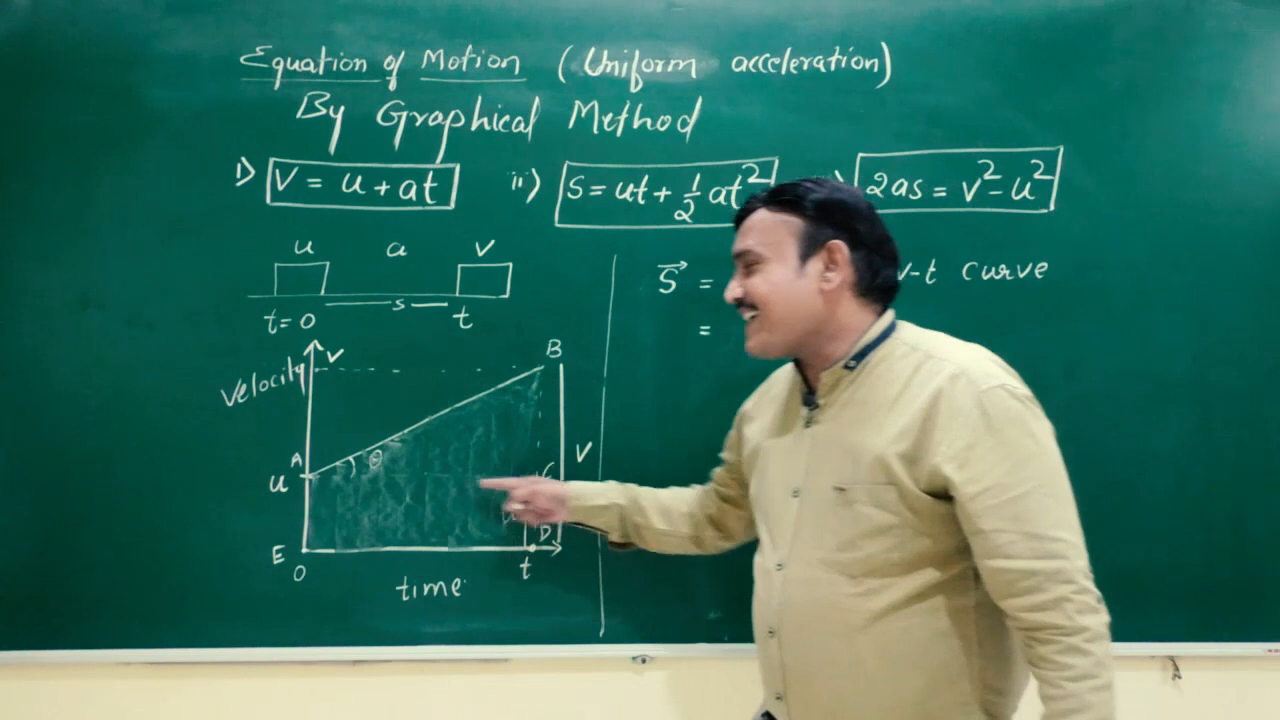 Equation of Motion (Uniform acceleration)
By Graphical Method
i) V = u + at ii) S = ut + 1/2 at² ) 2as = v² - u²
u a v
s
t = 0 t
S⃗ = v-t curve
=
Velocity
V
B
A
θ
u
C
V
E
D
0
t
time